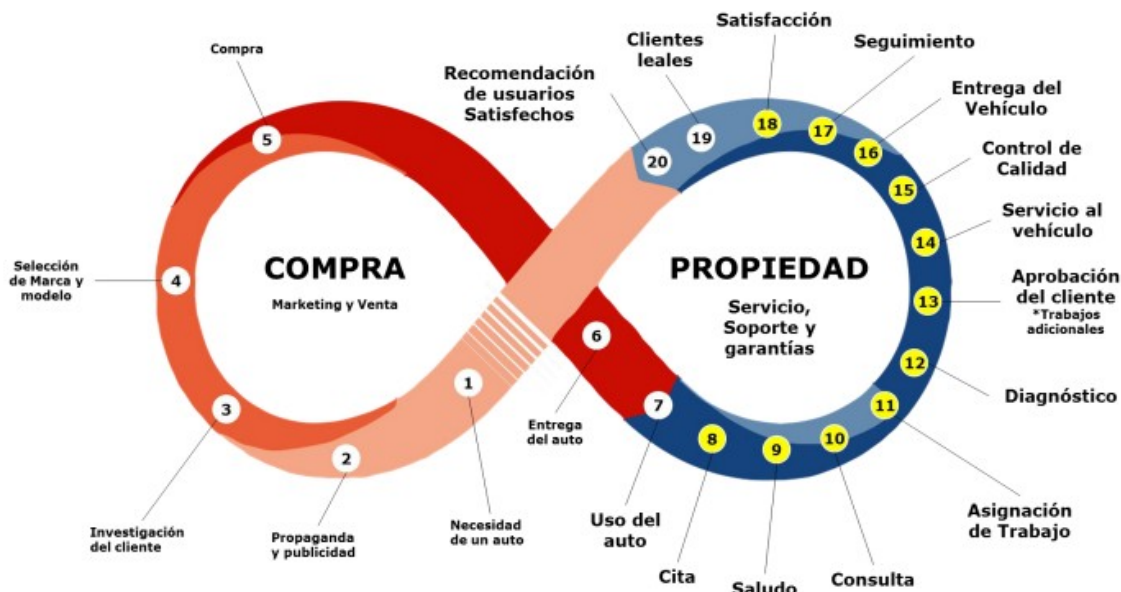 Compra
5
4
Selección
de Marca y
modelo
3
Investigación
del cliente
2
Propaganda
y publicidad
1
Necesidad
de un auto
COMPRA
Marketing y Venta
6
Entrega
del auto
7
Uso del
auto
8
Cita
9
Saludo
10
Consulta
11
Asignación
de Trabajo
12
Diagnóstico
13
Aprobación
del cliente
*Trabajos
adicionales
14
Servicio al
vehículo
15
Control de
Calidad
16
Entrega del
Vehículo
17
Seguimiento
18
Satisfacción
19
Clientes
leales
20
Recomendación
de usuarios
Satisfechos
PROPIEDAD
Servicio,
Soporte y
garantías